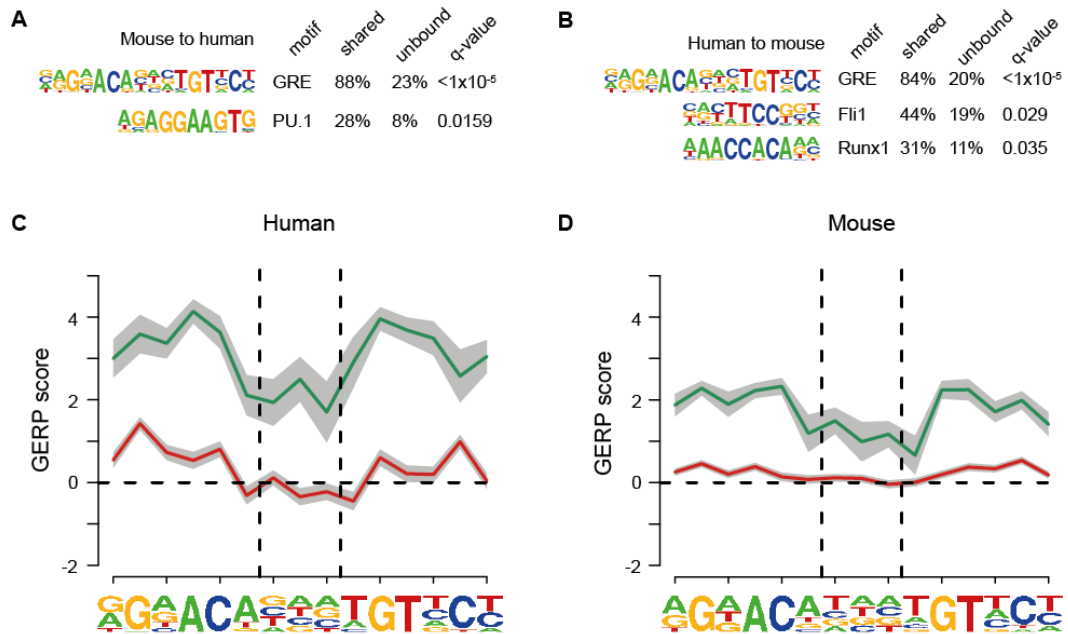 A
Mouse to human motif shared unbound q-value
GRE 88% 23% <1x10-5
PU.1 28% 8% 0.0159
AGAGGAAGTG
B
Human to mouse motif shared unbound q-value
GRE 84% 20% <1x10-5
Fli1 44% 19% 0.029
Runx1 31% 11% 0.035
C
Human
GERP score
4
2
0
-2
D
Mouse
GERP score
4
2
0
-2